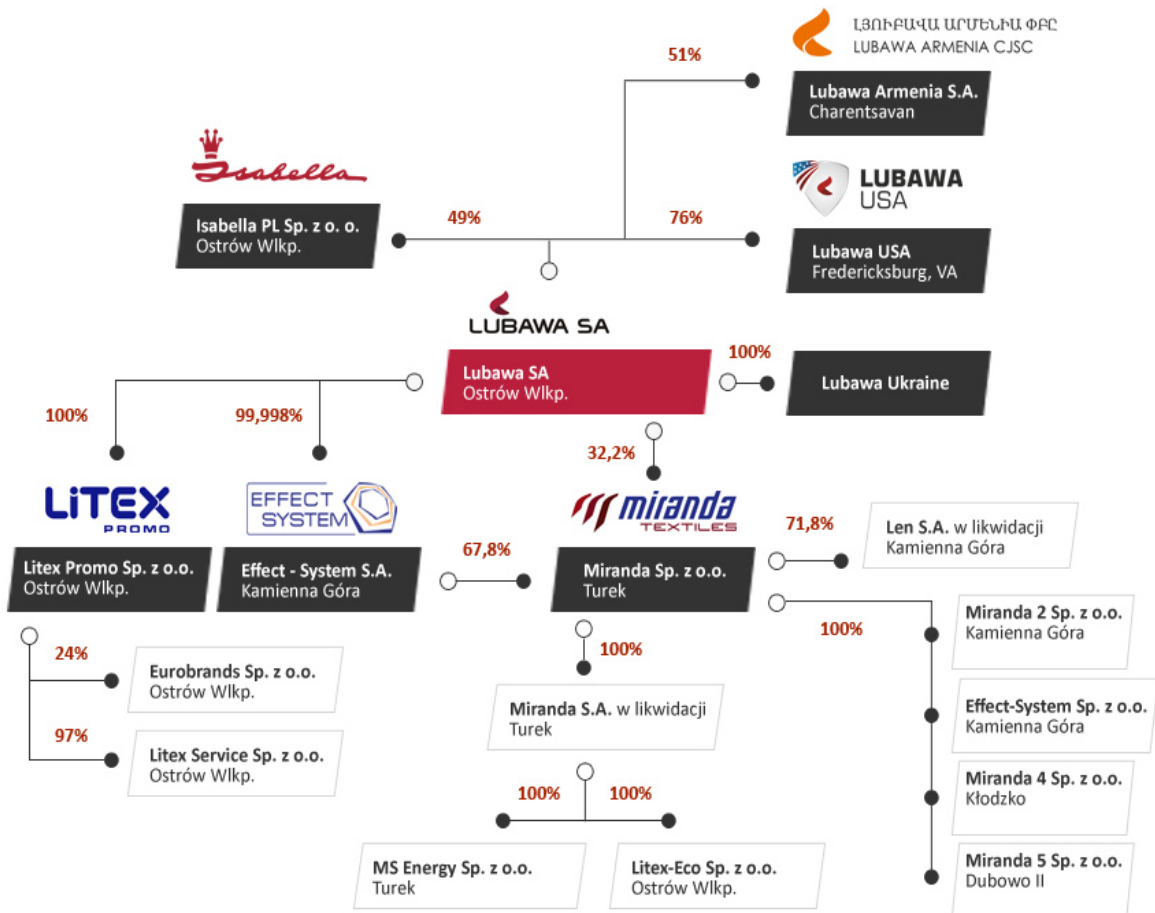 ԼՅՈՒԲԱՎԱ ԱՐՄԵՆԻԱ ՓԲԸ
LUBAWA ARMENIA CJSC
51%
Lubawa Armenia S.A.
Charentsavan
Isabella
LUBAWA
USA
Isabella PL Sp. z o. o.
Ostrów Wlkp.
49%
76%
Lubawa USA
Fredericksburg, VA
LUBAWA SA
Lubawa SA
Ostrów Wlkp.
100%
Lubawa Ukraine
100%
99,998%
32,2%
LiTEX
PROMO
EFFECT
SYSTEM
miranda
TEXTILES
71,8%
Len S.A. w likwidacji
Kamienna Góra
Litex Promo Sp. z o.o.
Ostrów Wlkp.
Effect - System S.A.
Kamienna Góra
67,8%
Miranda Sp. z o.o.
Turek
100%
Miranda 2 Sp. z o.o.
Kamienna Góra
24%
Eurobrands Sp. z o.o.
Ostrów Wlkp.
100%
Miranda S.A. w likwidacji
Turek
Effect-System Sp. z o.o.
Kamienna Góra
97%
Litex Service Sp. z o.o.
Ostrów Wlkp.
Miranda 4 Sp. z o.o.
Kłodzko
100%
100%
MS Energy Sp. z o.o.
Turek
Litex-Eco Sp. z o.o.
Ostrów Wlkp.
Miranda 5 Sp. z o.o.
Dubowo II